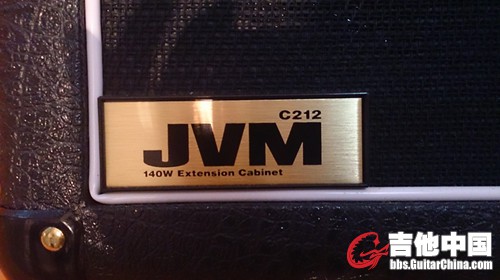 C212
JVM
140W Extension Cabinet
吉他中国
bbs.GuitarChina.com